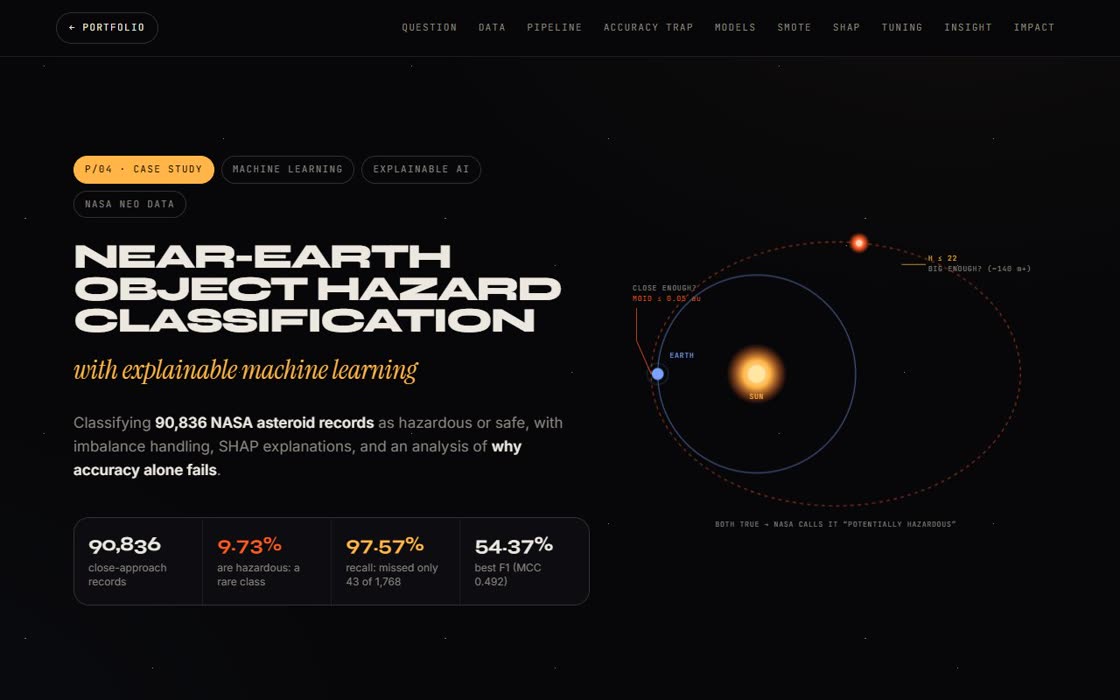 ← PORTFOLIO
QUESTION DATA PIPELINE ACCURACY TRAP MODELS SMOTE SHAP TUNING INSIGHT IMPACT
P/04 · CASE STUDY
MACHINE LEARNING
EXPLAINABLE AI
NASA NEO DATA
NEAR-EARTH
OBJECT HAZARD
CLASSIFICATION
with explainable machine learning
Classifying 90,836 NASA asteroid records as hazardous or safe, with
imbalance handling, SHAP explanations, and an analysis of why
accuracy alone fails.
90,836
close-approach
records
9.73%
are hazardous: a
rare class
97.57%
recall: missed only
43 of 1,768
54.37%
best F1 (MCC
0.492)
H ≤ 22
BIG ENOUGH? (~140 m+)
CLOSE ENOUGH?
MOID ≤ 0.05 au
EARTH
SUN
BOTH TRUE → NASA CALLS IT “POTENTIALLY HAZARDOUS”